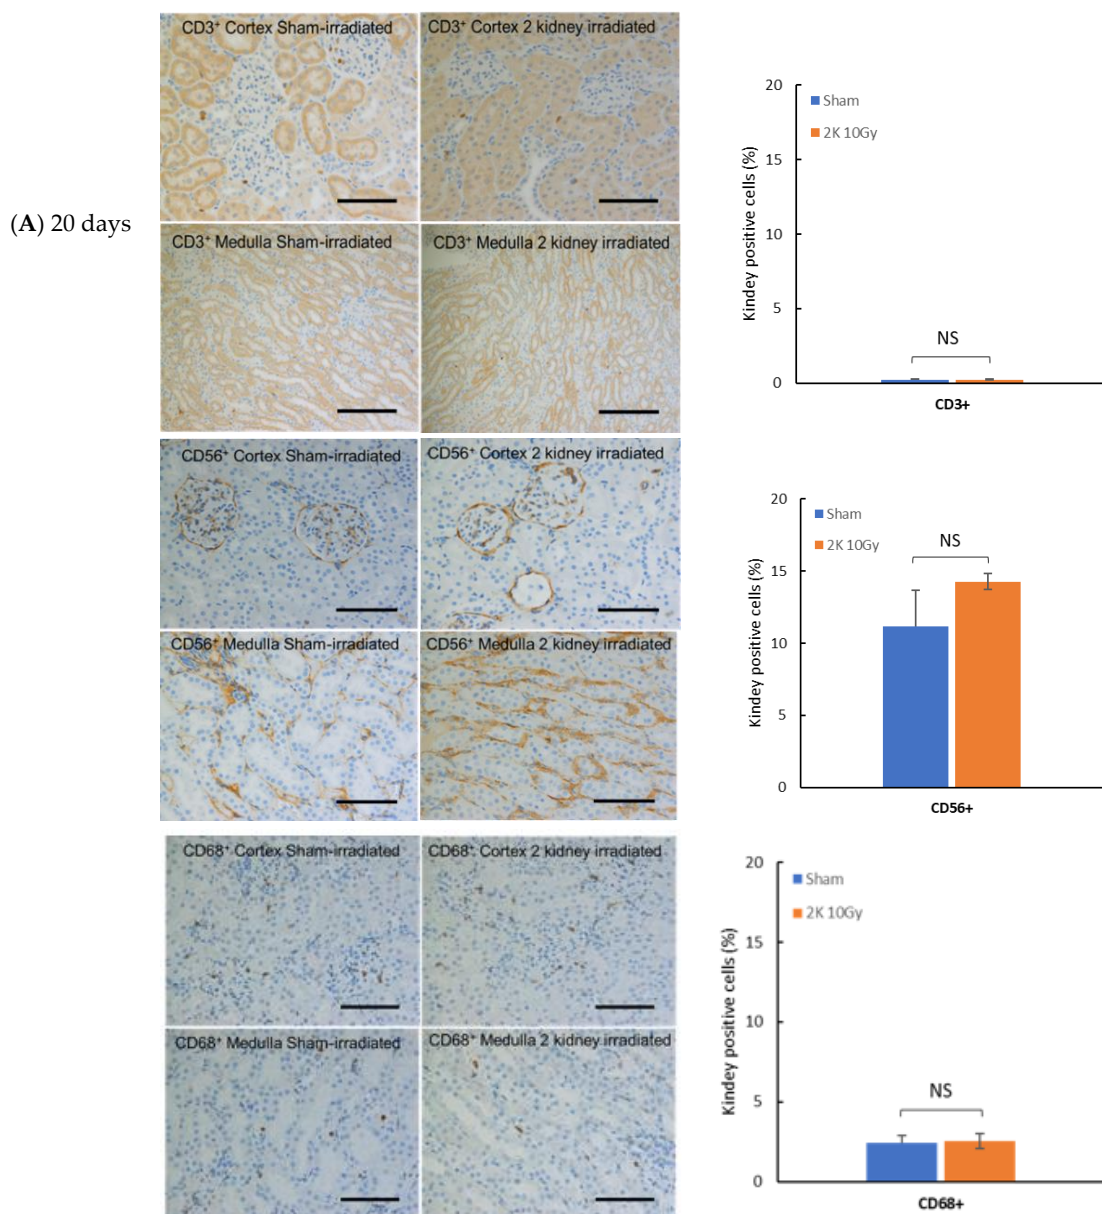 (A) 20 days
CD3⁺ Cortex Sham-irradiated
CD3⁺ Cortex 2 kidney irradiated
CD3⁺ Medulla Sham-irradiated
CD3⁺ Medulla 2 kidney irradiated
Kindey positive cells (%)
20
15
10
5
0
Sham
2K 10Gy
NS
CD3+
CD56⁺ Cortex Sham-irradiated
CD56⁺ Cortex 2 kidney irradiated
CD56⁺ Medulla Sham-irradiated
CD56⁺ Medulla 2 kidney irradiated
Kindey positive cells (%)
20
15
10
5
0
Sham
2K 10Gy
NS
CD56+
CD68⁺ Cortex Sham-irradiated
CD68⁺ Cortex 2 kidney irradiated
CD68⁺ Medulla Sham-irradiated
CD68⁺ Medulla 2 kidney irradiated
Kindey positive cells (%)
20
15
10
5
0
Sham
2K 10Gy
NS
CD68+